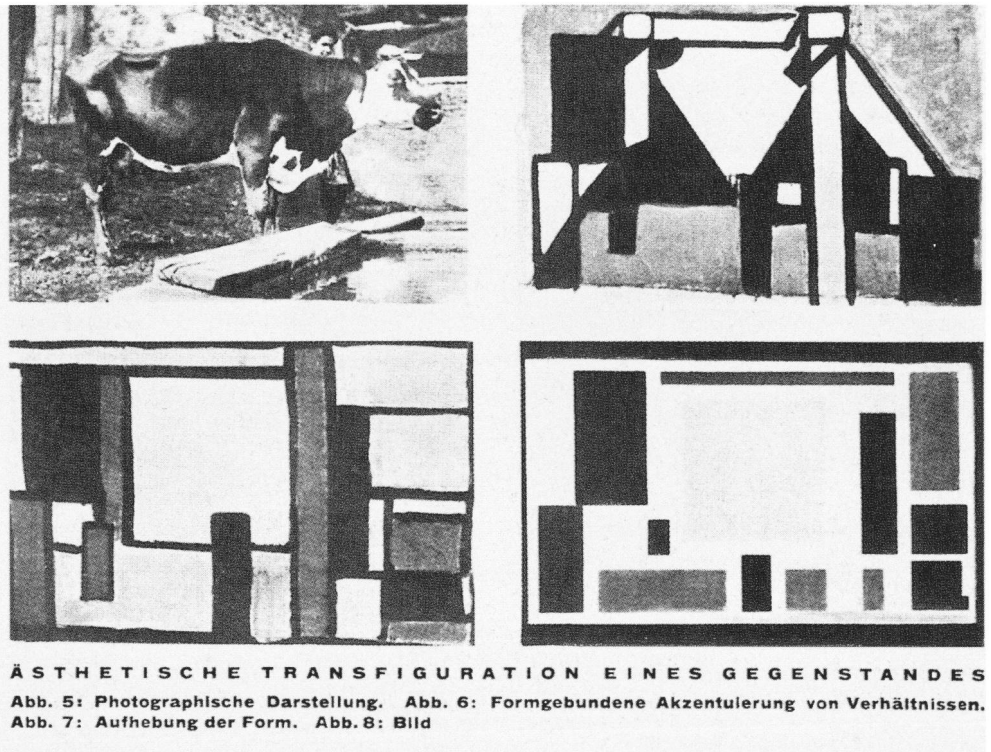 ÄSTHETISCHE TRANSFIGURATION EINES GEGENSTANDES
Abb. 5: Photographische Darstellung. Abb. 6: Formgebundene Akzentuierung von Verhältnissen.
Abb. 7: Aufhebung der Form. Abb. 8: Bild